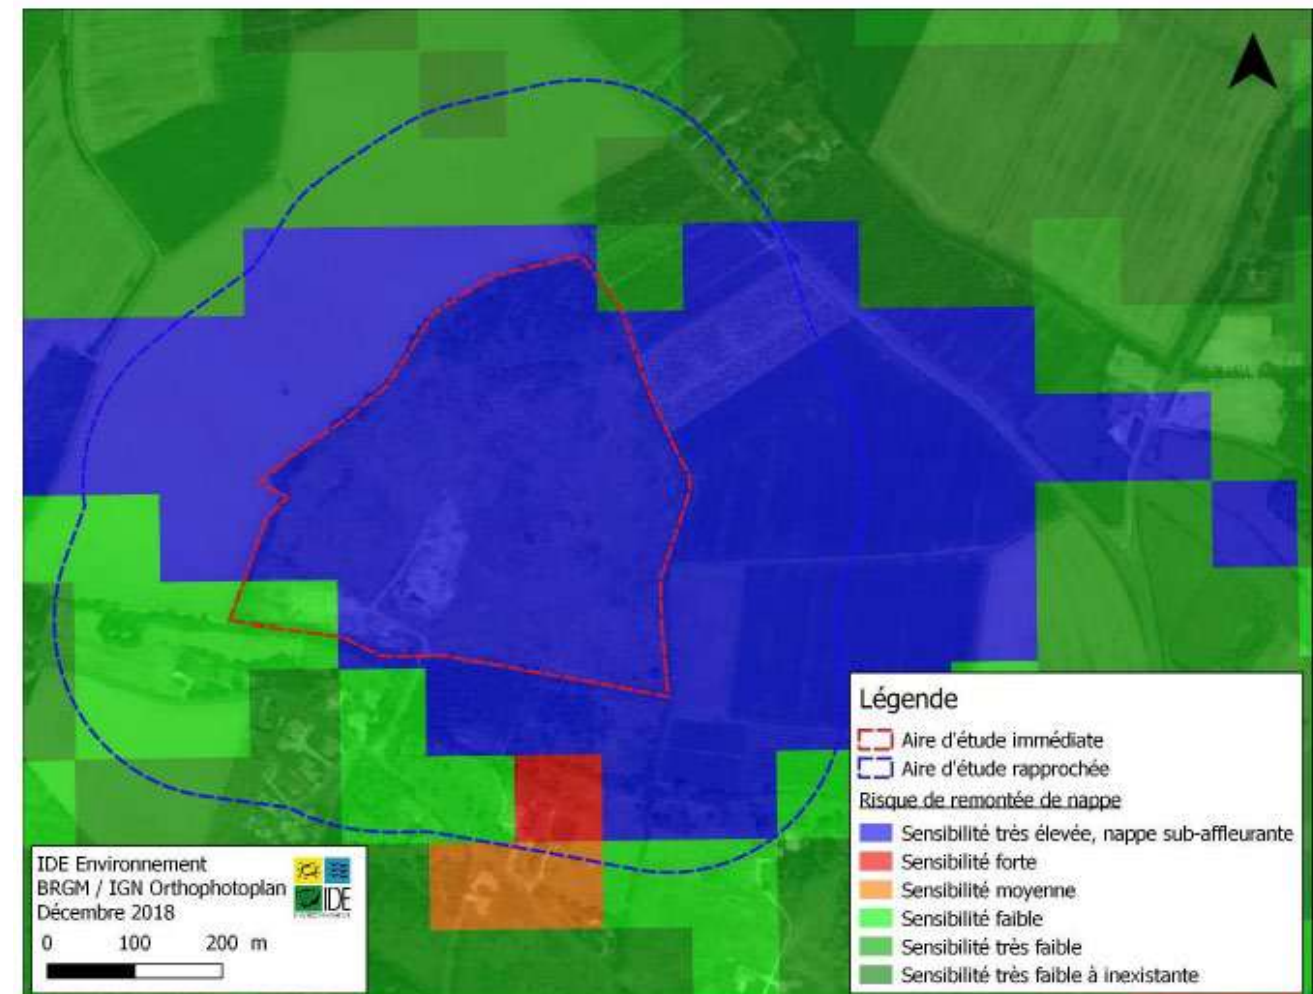 Légende
Aire d'étude immédiate
Aire d'étude rapprochée
Risque de remontée de nappe
Sensibilité très élevée, nappe sub-affleurante
Sensibilité forte
Sensibilité moyenne
Sensibilité faible
Sensibilité très faible
Sensibilité très faible à inexistante
IDE Environnement
BRGM / IGN Orthophotoplan
Décembre 2018
IDE
0 100 200 m